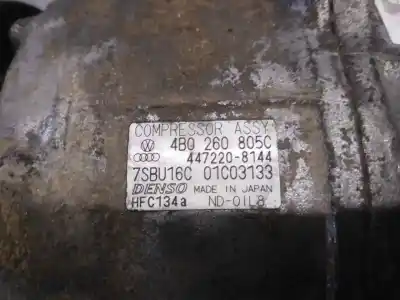 COMPRESSOR ASSY
4B0 260 805C
447220-8144
7SBU16C 01C03133
DENSO MADE IN JAPAN
HFC134a ND-OIL8